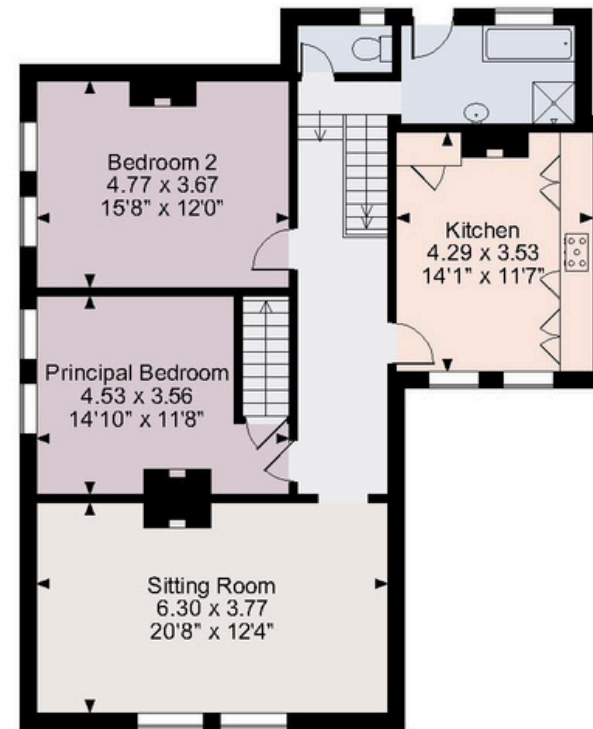 Bedroom 2
4.77 x 3.67
15'8" x 12'0"
Kitchen
4.29 x 3.53
14'1" x 11'7"
Principal Bedroom
4.53 x 3.56
14'10" x 11'8"
Sitting Room
6.30 x 3.77
20'8" x 12'4"